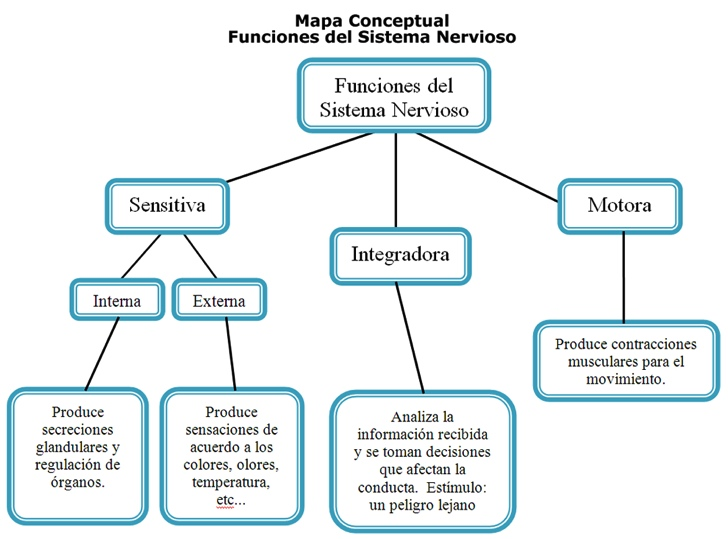 Mapa Conceptual
Funciones del Sistema Nervioso
Funciones del
Sistema Nervioso
Sensitiva
Motora
Integradora
Interna
Externa
Produce contracciones
musculares para el
movimiento.
Produce
secreciones
glandulares y
regulación de
órganos.
Produce
sensaciones de
acuerdo a los
colores, olores,
temperatura,
etc...
Analiza la
información recibida
y se toman decisiones
que afectan la
conducta. Estímulo:
un peligro lejano